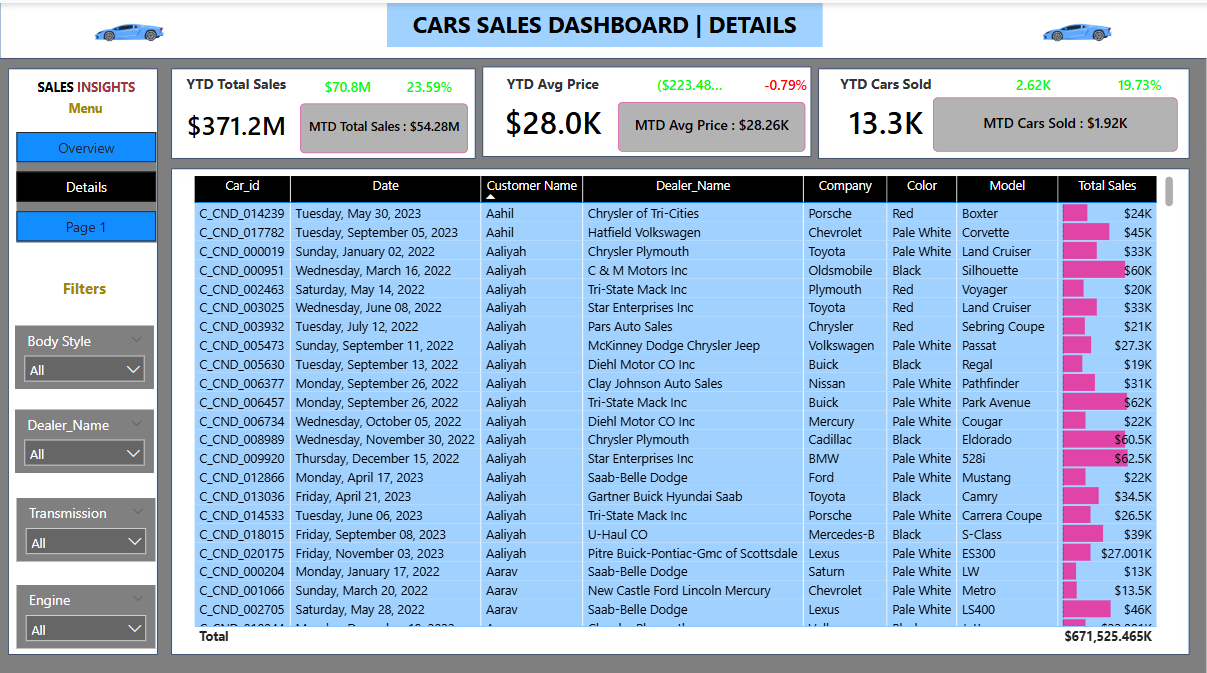 CARS SALES DASHBOARD | DETAILS
SALES INSIGHTS
Menu
Overview
Details
Page 1
Filters
Body Style
All
Dealer_Name
All
Transmission
All
Engine
All
YTD Total Sales $70.8M 23.59%
$371.2M MTD Total Sales : $54.28M
YTD Avg Price ($223.48... -0.79%
$28.0K MTD Avg Price : $28.26K
YTD Cars Sold 2.62K 19.73%
13.3K MTD Cars Sold : $1.92K
Car_id Date Customer Name Dealer_Name Company Color Model Total Sales
C_CND_014239 Tuesday, May 30, 2023 Aahil Chrysler of Tri-Cities Porsche Red Boxter $24K
C_CND_017782 Tuesday, September 05, 2023 Aahil Hatfield Volkswagen Chevrolet Pale White Corvette $45K
C_CND_000019 Sunday, January 02, 2022 Aaliyah Chrysler Plymouth Toyota Pale White Land Cruiser $33K
C_CND_000951 Wednesday, March 16, 2022 Aaliyah C & M Motors Inc Oldsmobile Black Silhouette $60K
C_CND_002463 Saturday, May 14, 2022 Aaliyah Tri-State Mack Inc Plymouth Red Voyager $20K
C_CND_003025 Wednesday, June 08, 2022 Aaliyah Star Enterprises Inc Toyota Red Land Cruiser $33K
C_CND_003932 Tuesday, July 12, 2022 Aaliyah Pars Auto Sales Chrysler Red Sebring Coupe $21K
C_CND_005473 Sunday, September 11, 2022 Aaliyah McKinney Dodge Chrysler Jeep Volkswagen Pale White Passat $27.3K
C_CND_005630 Tuesday, September 13, 2022 Aaliyah Diehl Motor CO Inc Buick Black Regal $19K
C_CND_006377 Monday, September 26, 2022 Aaliyah Clay Johnson Auto Sales Nissan Pale White Pathfinder $31K
C_CND_006457 Monday, September 26, 2022 Aaliyah Tri-State Mack Inc Buick Pale White Park Avenue $62K
C_CND_006734 Wednesday, October 05, 2022 Aaliyah Diehl Motor CO Inc Mercury Pale White Cougar $22K
C_CND_008989 Wednesday, November 30, 2022 Aaliyah Chrysler Plymouth Cadillac Black Eldorado $60.5K
C_CND_009920 Thursday, December 15, 2022 Aaliyah Star Enterprises Inc BMW Pale White 528i $62.5K
C_CND_012866 Monday, April 17, 2023 Aaliyah Saab-Belle Dodge Ford Pale White Mustang $22K
C_CND_013036 Friday, April 21, 2023 Aaliyah Gartner Buick Hyundai Saab Toyota Black Camry $34.5K
C_CND_014533 Tuesday, June 06, 2023 Aaliyah Tri-State Mack Inc Porsche Pale White Carrera Coupe $26.5K
C_CND_018015 Friday, September 08, 2023 Aaliyah U-Haul CO Mercedes-B Black S-Class $39K
C_CND_020175 Friday, November 03, 2023 Aaliyah Pitre Buick-Pontiac-Gmc of Scottsdale Lexus Pale White ES300 $27.001K
C_CND_000204 Monday, January 17, 2022 Aarav Saab-Belle Dodge Saturn Pale White LW $13K
C_CND_001066 Sunday, March 20, 2022 Aarav New Castle Ford Lincoln Mercury Chevrolet Pale White Metro $13.5K
C_CND_002705 Saturday, May 28, 2022 Aarav Saab-Belle Dodge Lexus Pale White LS400 $46K
Total $671,525.465K